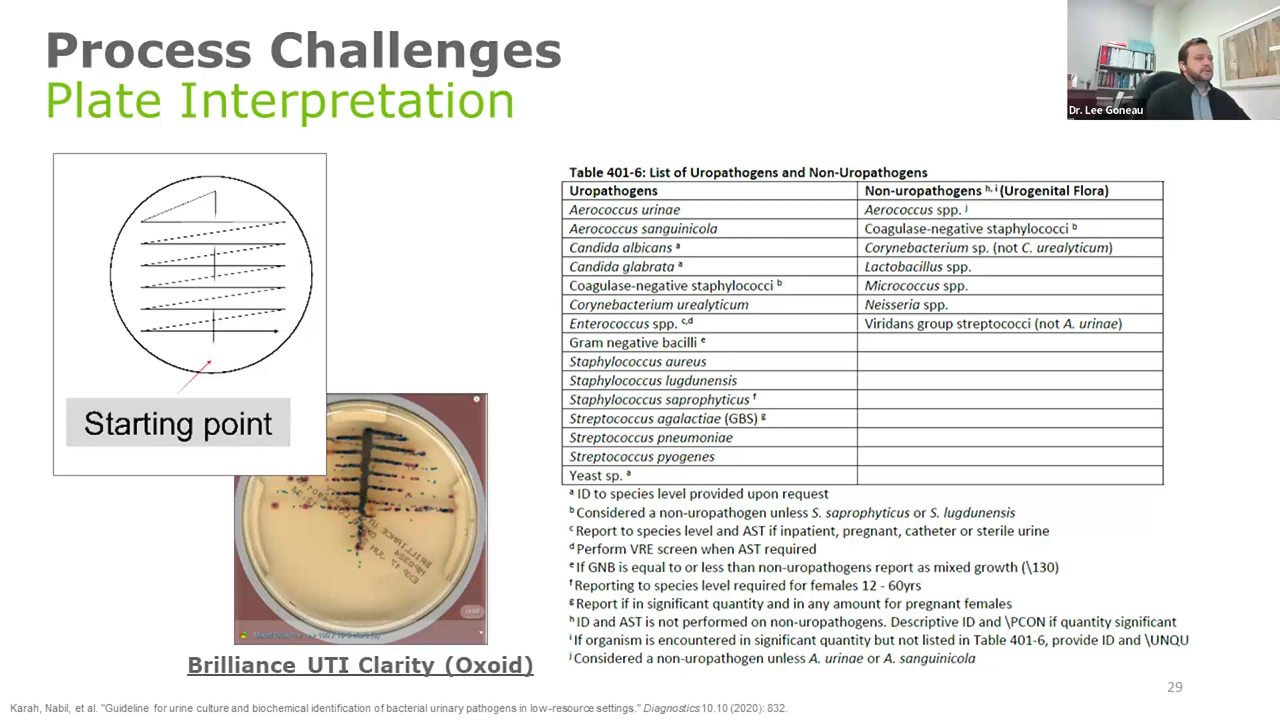 Process Challenges
Plate Interpretation
Dr. Lee Goneau
Starting point
Brilliance UTI Clarity (Oxoid)
Table 401-6: List of Uropathogens and Non-Uropathogens
Uropathogens Non-uropathogens h, i (Urogenital Flora)
Aerococcus urinae Aerococcus spp. j
Aerococcus sanguinicola Coagulase-negative staphylococci b
Candida albicans a Corynebacterium sp. (not C. urealyticum)
Candida glabrata a Lactobacillus spp.
Coagulase-negative staphylococci b Micrococcus spp.
Corynebacterium urealyticum Neisseria spp.
Enterococcus spp. c,d Viridans group streptococci (not A. urinae)
Gram negative bacilli e
Staphylococcus aureus
Staphylococcus lugdunensis
Staphylococcus saprophyticus f
Streptococcus agalactiae (GBS) g
Streptococcus pneumoniae
Streptococcus pyogenes
Yeast sp. a
a ID to species level provided upon request
b Considered a non-uropathogen unless S. saprophyticus or S. lugdunensis
c Report to species level and AST if inpatient, pregnant, catheter or sterile urine
d Perform VRE screen when AST required
e If GNB is equal to or less than non-uropathogens report as mixed growth (\130)
f Reporting to species level required for females 12 - 60yrs
g Report if in significant quantity and in any amount for pregnant females
h ID and AST is not performed on non-uropathogens. Descriptive ID and \PCON if quantity significant
i If organism is encountered in significant quantity but not listed in Table 401-6, provide ID and \UNQU
j Considered a non-uropathogen unless A. urinae or A. sanguinicola
29
Karah, Nabil, et al. "Guideline for urine culture and biochemical identification of bacterial urinary pathogens in low-resource settings." Diagnostics 10.10 (2020): 832.